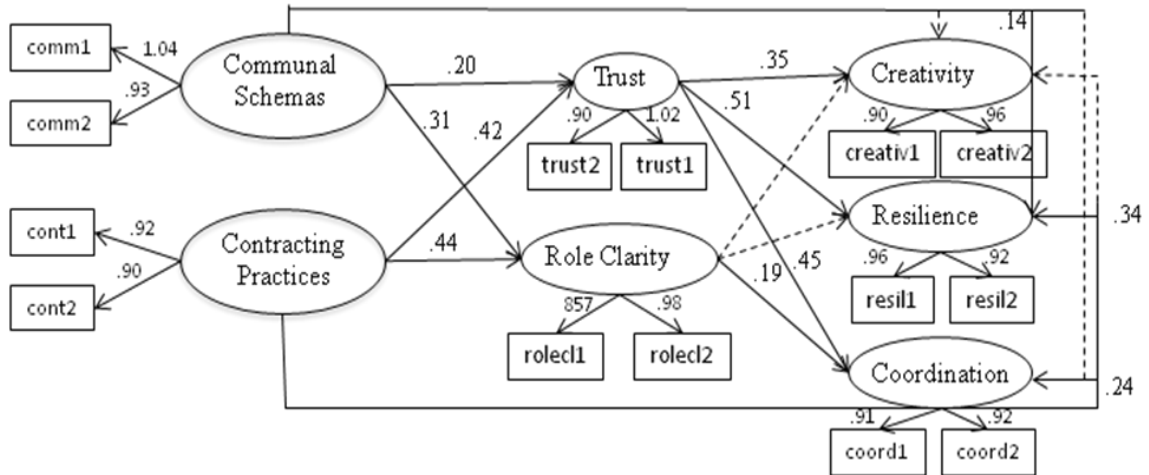 .14
comm1
1.04
Communal
Schemas
.93
comm2
.20
Trust
.35
Creativity
.51
.31
.42
.90
1.02
.90
.96
trust2
trust1
creativ1
creativ2
cont1
.92
Contracting
Practices
.90
cont2
.44
Role Clarity
Resilience
.34
.19
.45
.96
.92
857
.98
resil1
resil2
rolecl1
rolecl2
Coordination
.24
.91
.92
coord1
coord2